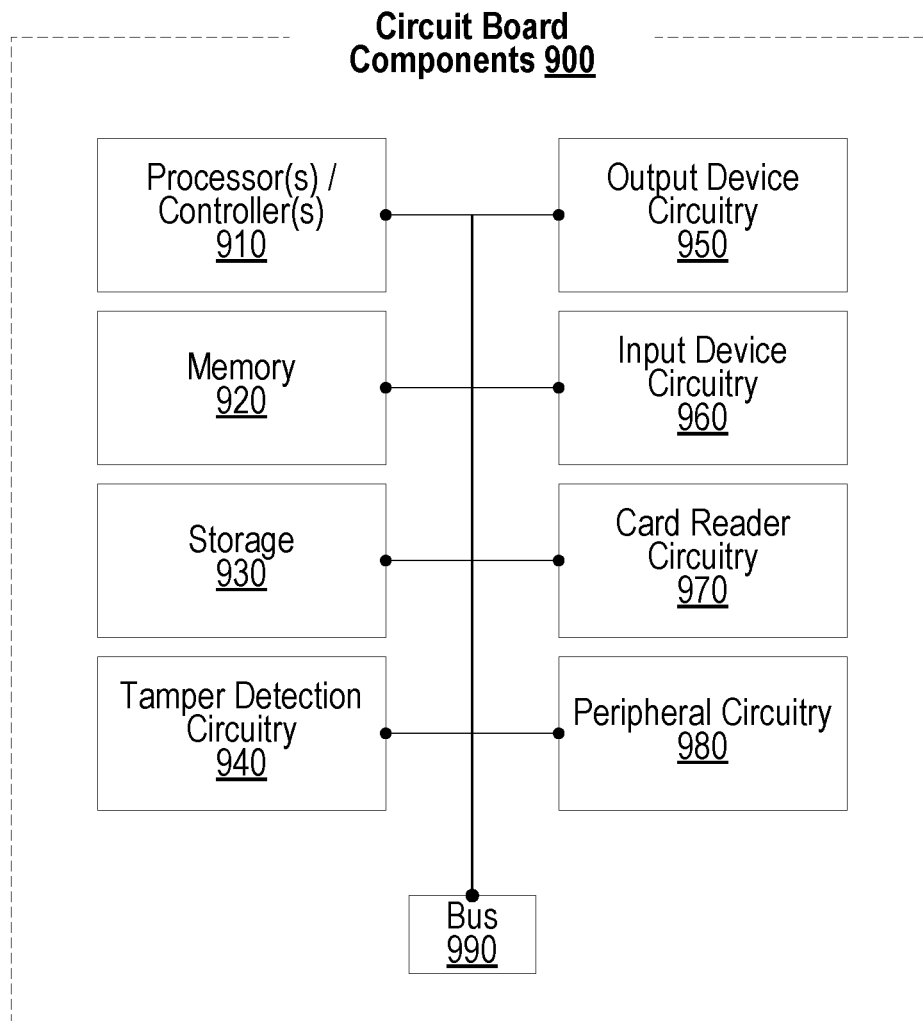 Circuit Board
Components 900
Processor(s) /
Controller(s)
910
Memory
920
Storage
930
Tamper Detection
Circuitry
940
Output Device
Circuitry
950
Input Device
Circuitry
960
Card Reader
Circuitry
970
Peripheral Circuitry
980
Bus
990